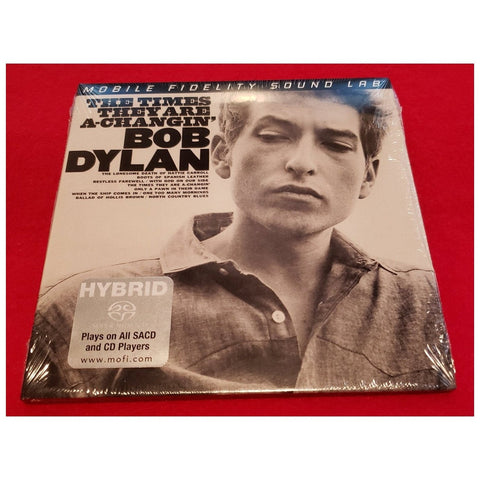 MOBILE FIDELITY SOUND LAB
THE TIMES
THEY ARE
A-CHANGIN'
BOB
DYLAN
THE LONESOME DEATH OF HATTIE CARROLL
BOOTS OF SPANISH LEATHER
RESTLESS FAREWELL · WITH GOD ON OUR SIDE
THE TIMES THEY ARE A-CHANGIN'
ONLY A PAWN IN THEIR GAME
WHEN THE SHIP COMES IN · ONE TOO MANY MORNINGS
BALLAD OF HOLLIS BROWN · NORTH COUNTRY BLUES
HYBRID
Plays on All SACD
and CD Players
www.mofi.com